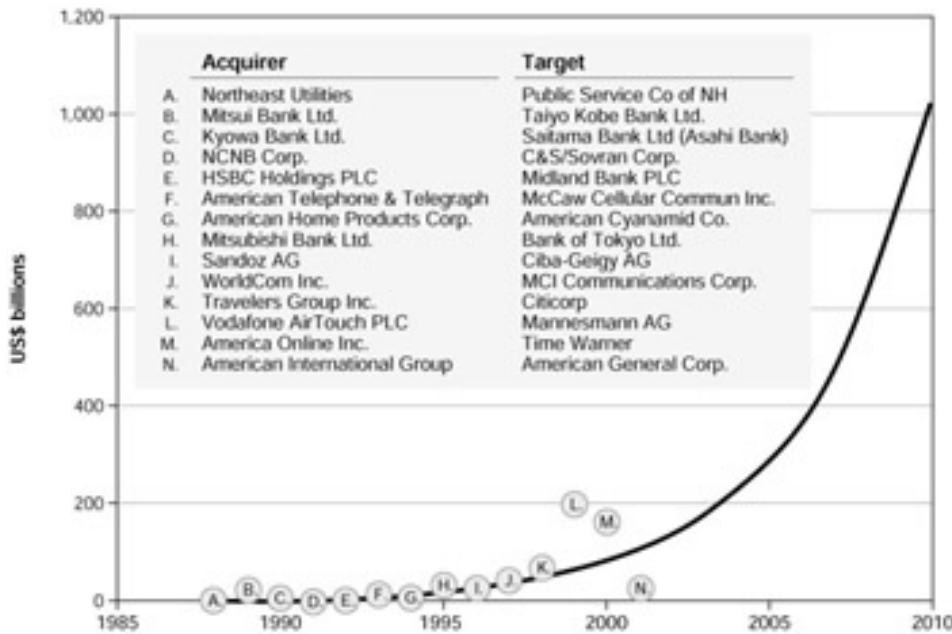 1,200
1,000
800
600
400
200
0
US$ billions
Acquirer Target
A. Northeast Utilities Public Service Co of NH
B. Mitsui Bank Ltd. Taiyo Kobe Bank Ltd.
C. Kyowa Bank Ltd. Saitama Bank Ltd (Asahi Bank)
D. NCNB Corp. C&S/Sovran Corp.
E. HSBC Holdings PLC Midland Bank PLC
F. American Telephone & Telegraph McCaw Cellular Commun Inc.
G. American Home Products Corp. American Cyanamid Co.
H. Mitsubishi Bank Ltd. Bank of Tokyo Ltd.
I. Sandoz AG Ciba-Geigy AG
J. WorldCom Inc. MCI Communications Corp.
K. Travelers Group Inc. Citicorp
L. Vodafone AirTouch PLC Mannesmann AG
M. America Online Inc. Time Warner
N. American International Group American General Corp.
A. B. C. D. E. F. G. H. I. J. K. L. M. N.
1985 1990 1995 2000 2005 2010